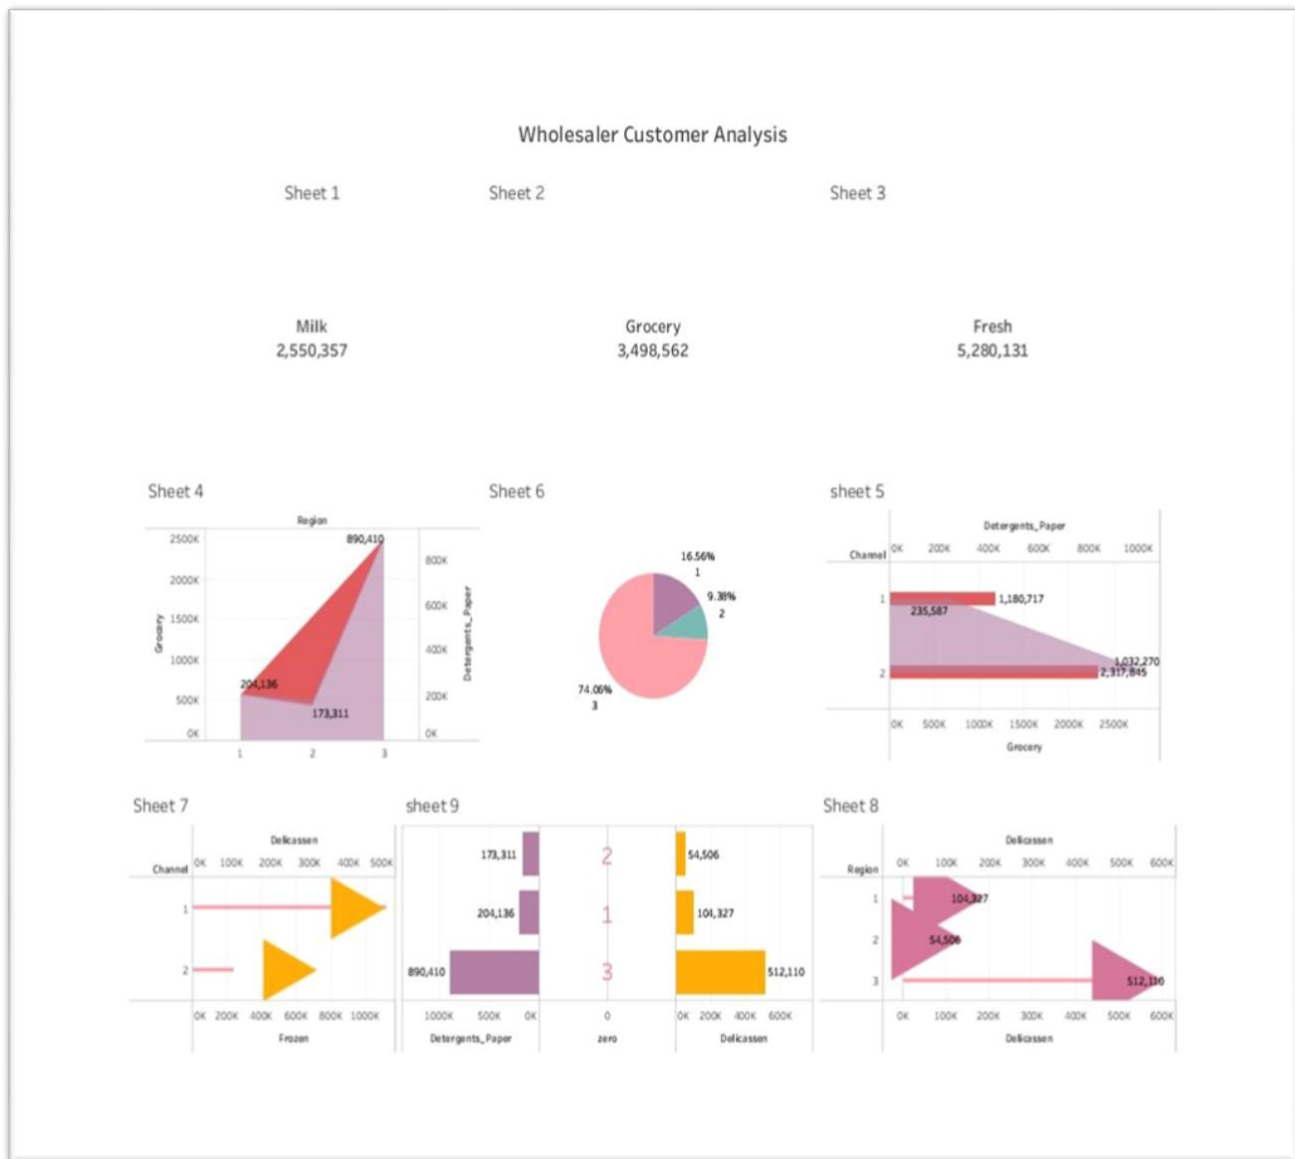 Wholesaler Customer Analysis
Sheet 1
Sheet 2
Sheet 3
Milk
2,550,357
Grocery
3,498,562
Fresh
5,280,131
Sheet 4
Region
2500K
2000K
1500K
1000K
500K
0K
Grocery
890,410
204,136
173,311
800K
600K
400K
200K
0K
Detergents_Paper
1 2 3
Sheet 6
16.56%
1
9.38%
2
74.06%
3
sheet 5
Detergents_Paper
Channel 0K 200K 400K 600K 800K 1000K
1 1,180,717
235,587
1,032,270
2 2,317,845
0K 500K 1000K 1500K 2000K 2500K
Grocery
Sheet 7
Delicassen
Channel 0K 100K 200K 300K 400K 500K
1
2
0K 200K 400K 600K 800K 1000K
Frozen
sheet 9
173,311 2 54,506
204,136 1 104,327
890,410 3 512,110
1000K 500K 0K 0 0K 200K 400K 600K
Detergents_Paper zero Delicassen
Sheet 8
Delicassen
Region 0K 100K 200K 300K 400K 500K 600K
1 104,327
2 54,506
3 512,110
0K 100K 200K 300K 400K 500K 600K
Delicassen